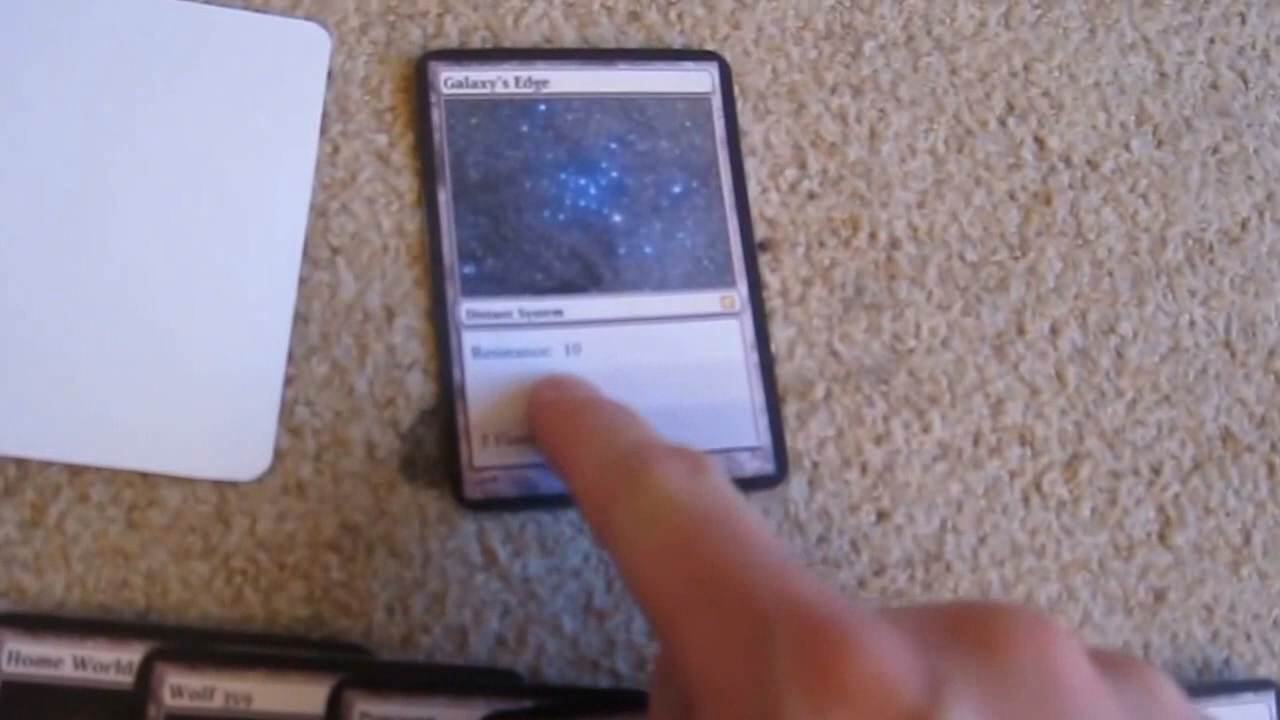 Galaxy's Edge
Distant System
Resistance: 10
Home World
Wolf 359